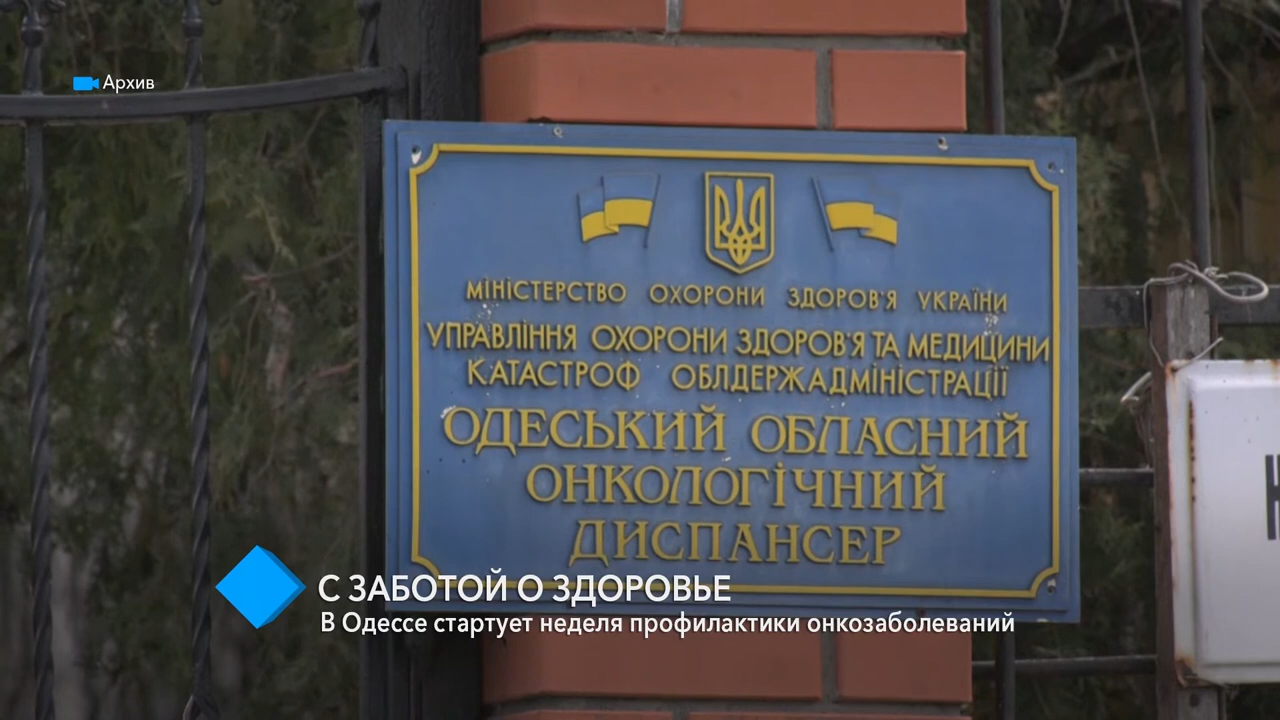 Архив
МІНІСТЕРСТВО ОХОРОНИ ЗДОРОВ'Я УКРАЇНИ
УПРАВЛІННЯ ОХОРОНИ ЗДОРОВ'Я ТА МЕДИЦИНИ
КАТАСТРОФ ОБЛДЕРЖАДМІНІСТРАЦІЇ
ОДЕСЬКИЙ ОБЛАСНИЙ
ОНКОЛОГІЧНИЙ
ДИСПАНСЕР
С ЗАБОТОЙ О ЗДОРОВЬЕ
В Одессе стартует неделя профилактики онкозаболеваний